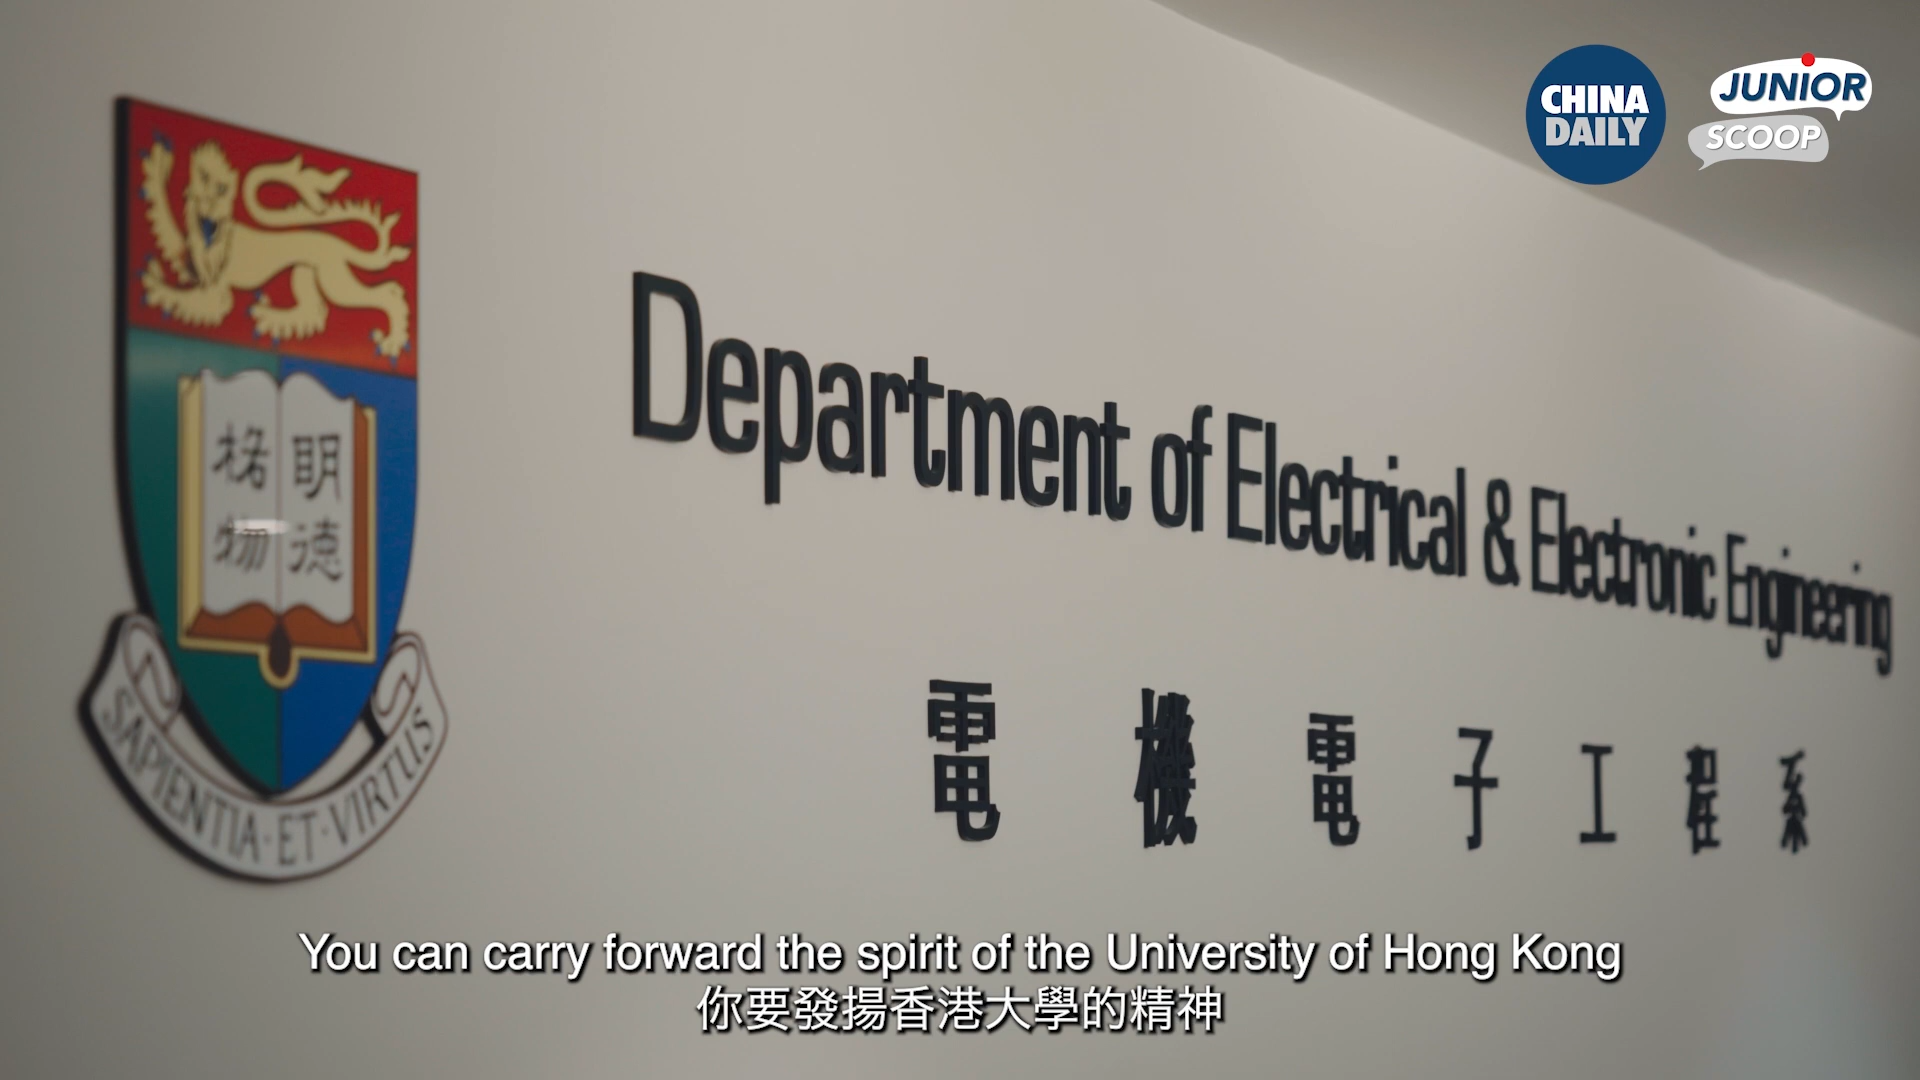 CHINA
DAILY
JUNIOR
SCOOP
明德
格物
SAPIENTIA·ET·VIRTUS
Department of Electrical & Electronic Engineering
電機電子工程系
You can carry forward the spirit of the University of Hong Kong
你要發揚香港大學的精神